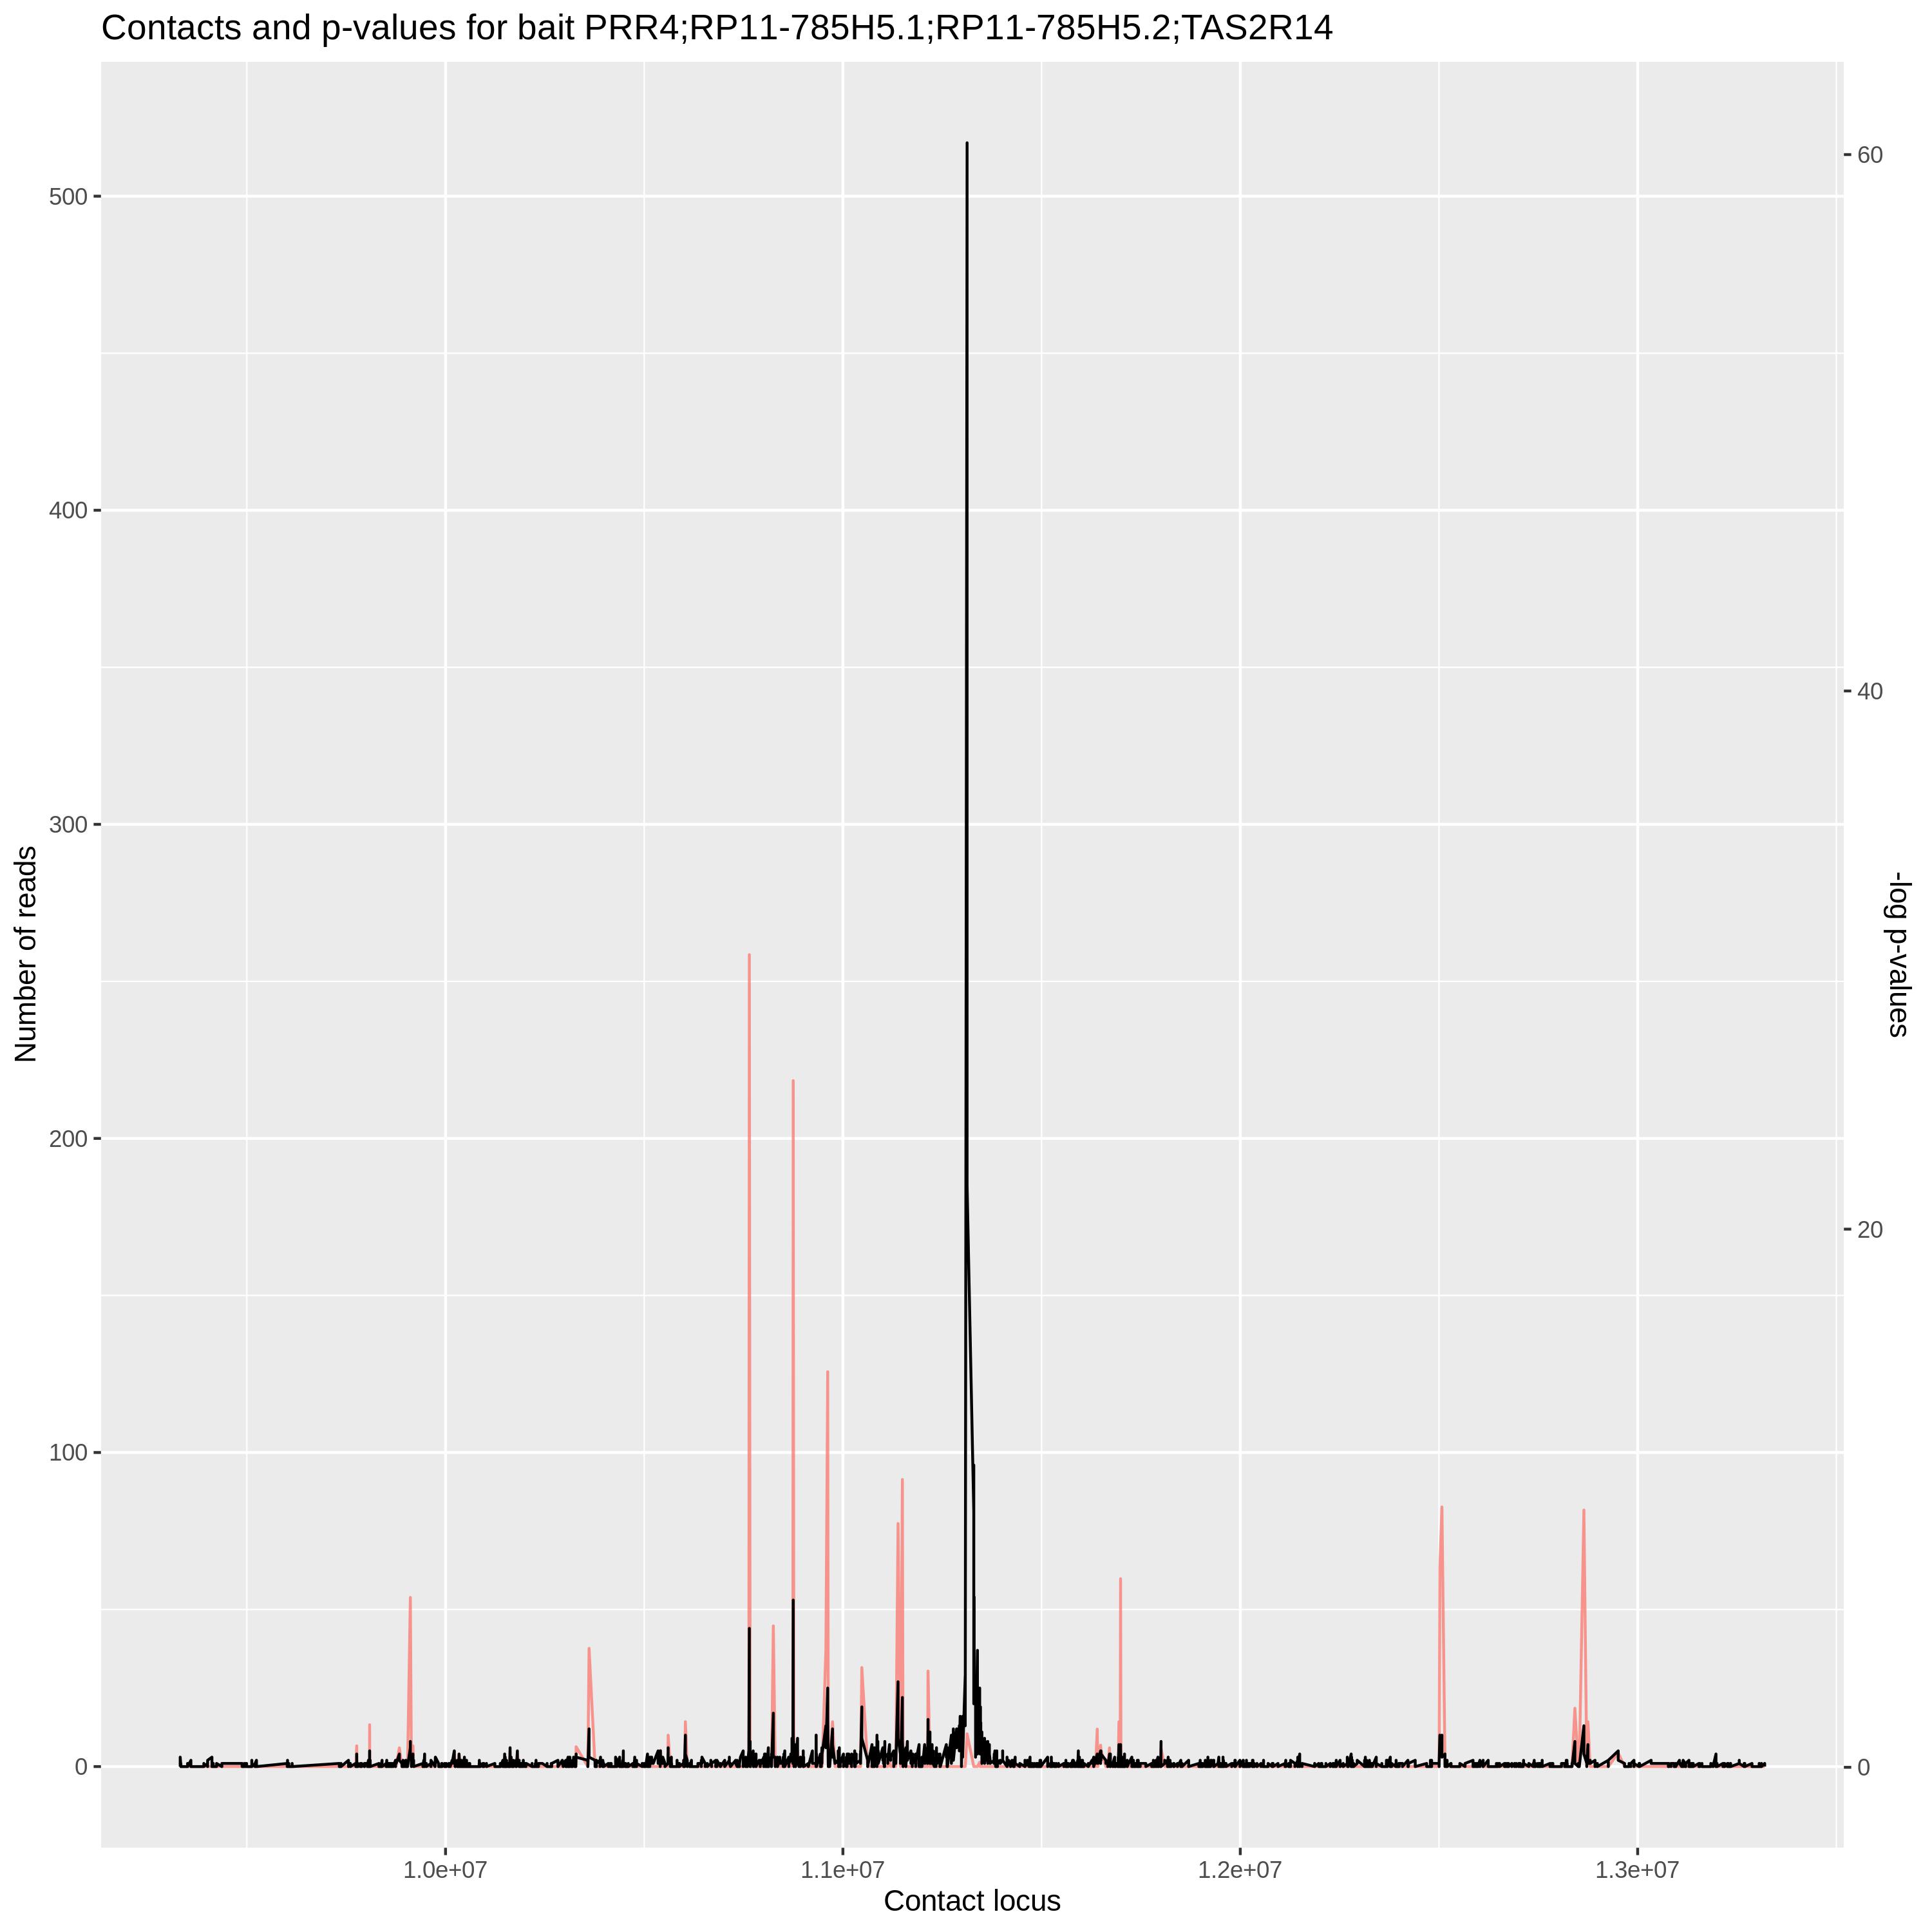 Contacts and p-values for bait PRR4;RP11-785H5.1;RP11-785H5.2;TAS2R14
500
400
300
200
100
0
Number of reads
60
40
20
0
-log p-values
1.0e+07
1.1e+07
1.2e+07
1.3e+07
Contact locus